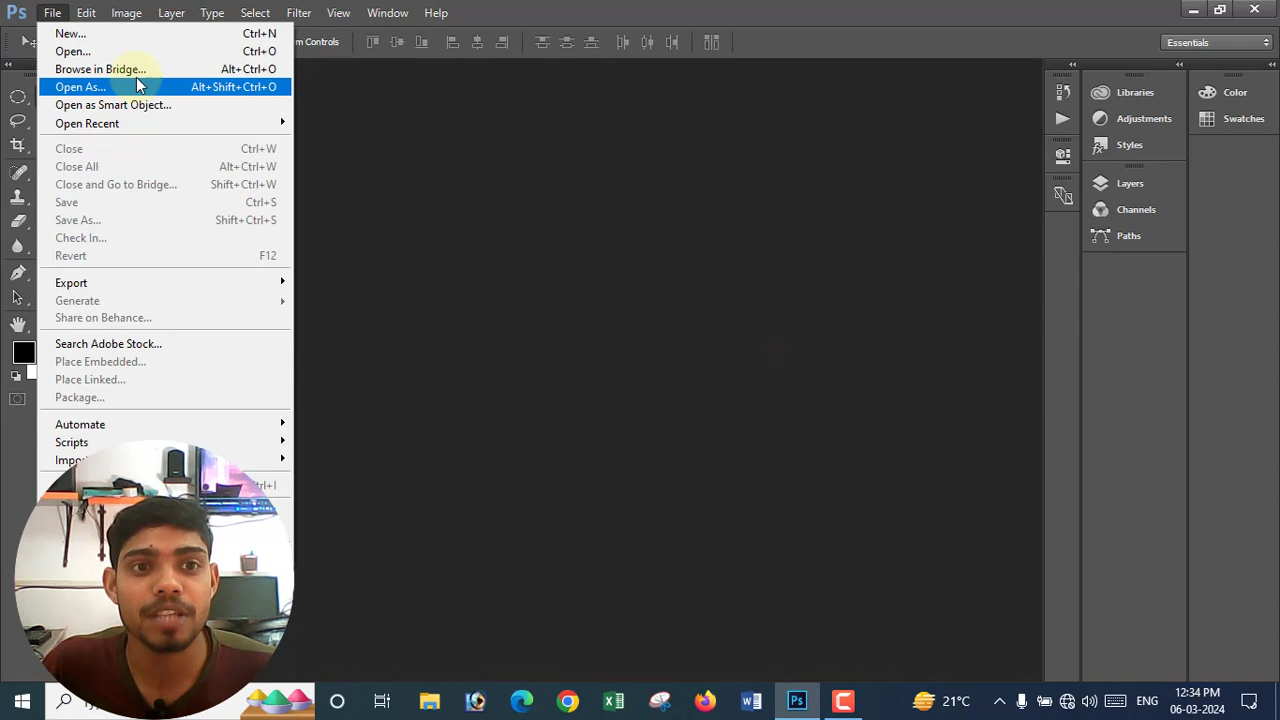 Ps File Edit Image Layer Type Select Filter View Window Help
m Controls Essentials
New... Ctrl+N
Open... Ctrl+O
Browse in Bridge... Alt+Ctrl+O
Open As... Alt+Shift+Ctrl+O
Open as Smart Object...
Open Recent
Close Ctrl+W
Close All Alt+Ctrl+W
Close and Go to Bridge... Shift+Ctrl+W
Save Ctrl+S
Save As... Shift+Ctrl+S
Check In...
Revert F12
Export
Generate
Share on Behance...
Search Adobe Stock...
Place Embedded...
Place Linked...
Package...
Automate
Scripts
Impo
trl+I
Libraries
Adjustments
Styles
Layers
Channels
Paths
Color
Swatches
21°C ENG 12:34 PM
06-03-2024